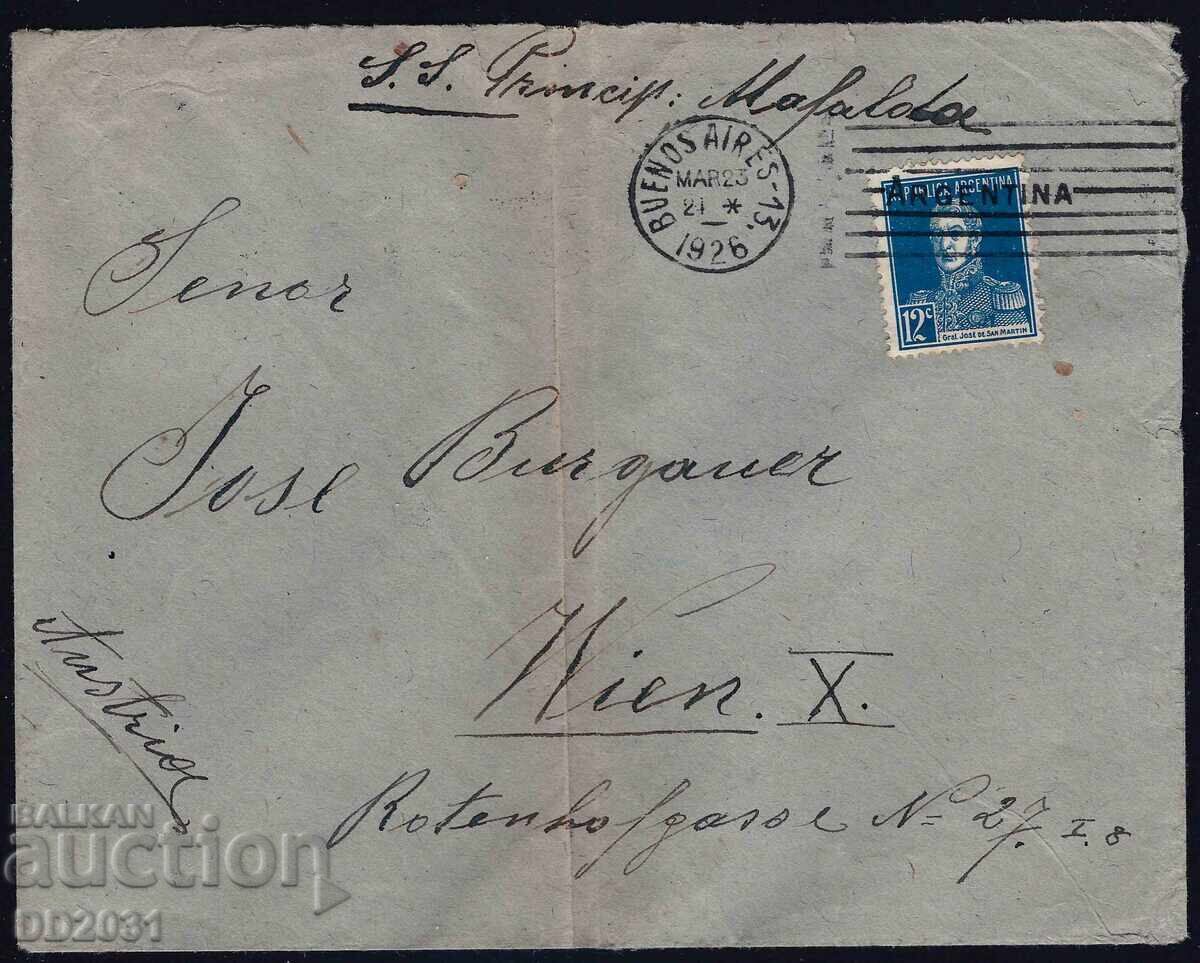 S.S. Princip: Mafalda
BUENOS AIRES-13.
MAR 23
21 *
1926
ARGENTINA
REPUBLICA ARGENTINA
12c
Gral. José de San Martin
Senor
Jose Burgauer
Wien. X.
Austria
Rotenhofgasse No 27. I. 8
BALKAN
auction
DD2031